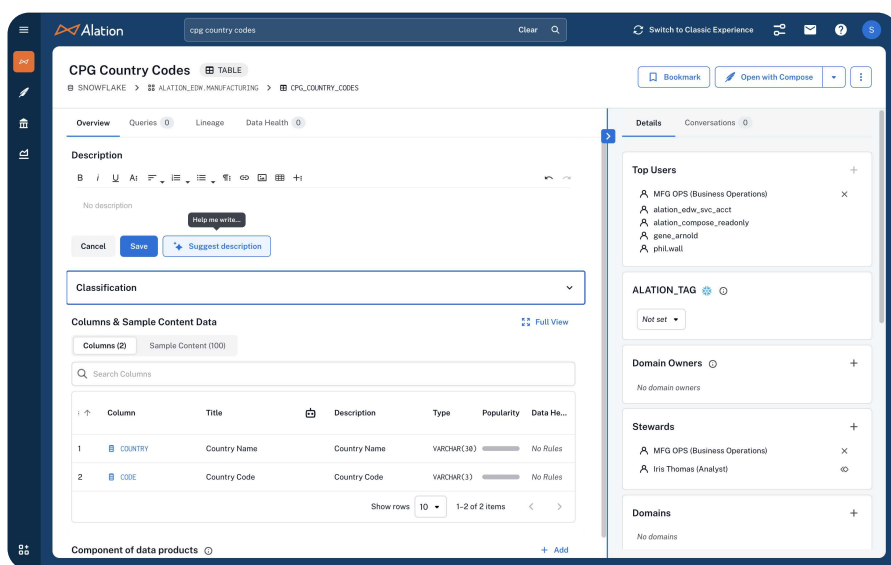 Alation
cpg country codes
Clear
Switch to Classic Experience
S
CPG Country Codes
TABLE
SNOWFLAKE > ALATION_EDW.MANUFACTURING > CPG_COUNTRY_CODES
Bookmark
Open with Compose
Overview
Queries 0
Lineage
Data Health 0
Description
B i U A
No description
Help me write...
Cancel
Save
Suggest description
Classification
Columns & Sample Content Data
Full View
Columns (2)
Sample Content (100)
Search Columns
Column Title Description Type Popularity Data He...
1 COUNTRY Country Name Country Name VARCHAR(30) No Rules
2 CODE Country Code Country Code VARCHAR(3) No Rules
Show rows 10 1–2 of 2 items
Component of data products
+ Add
Details
Conversations 0
Top Users
MFG OPS (Business Operations)
alation_edw_svc_acct
alation_compose_readonly
gene_arnold
phil.wall
ALATION_TAG
Not set
Domain Owners
No domain owners
Stewards
MFG OPS (Business Operations)
Iris Thomas (Analyst)
Domains
No domains